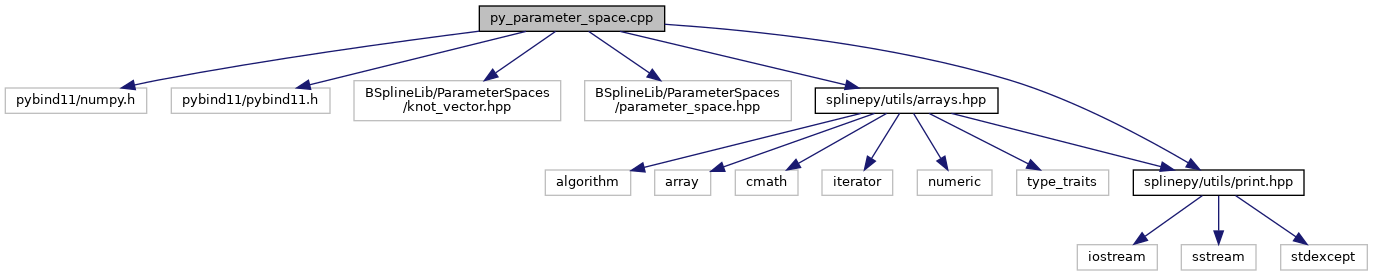 py_parameter_space.cpp
pybind11/numpy.h
pybind11/pybind11.h
BSplineLib/ParameterSpaces
/knot_vector.hpp
BSplineLib/ParameterSpaces
/parameter_space.hpp
splinepy/utils/arrays.hpp
algorithm
array
cmath
iterator
numeric
type_traits
splinepy/utils/print.hpp
iostream
sstream
stdexcept